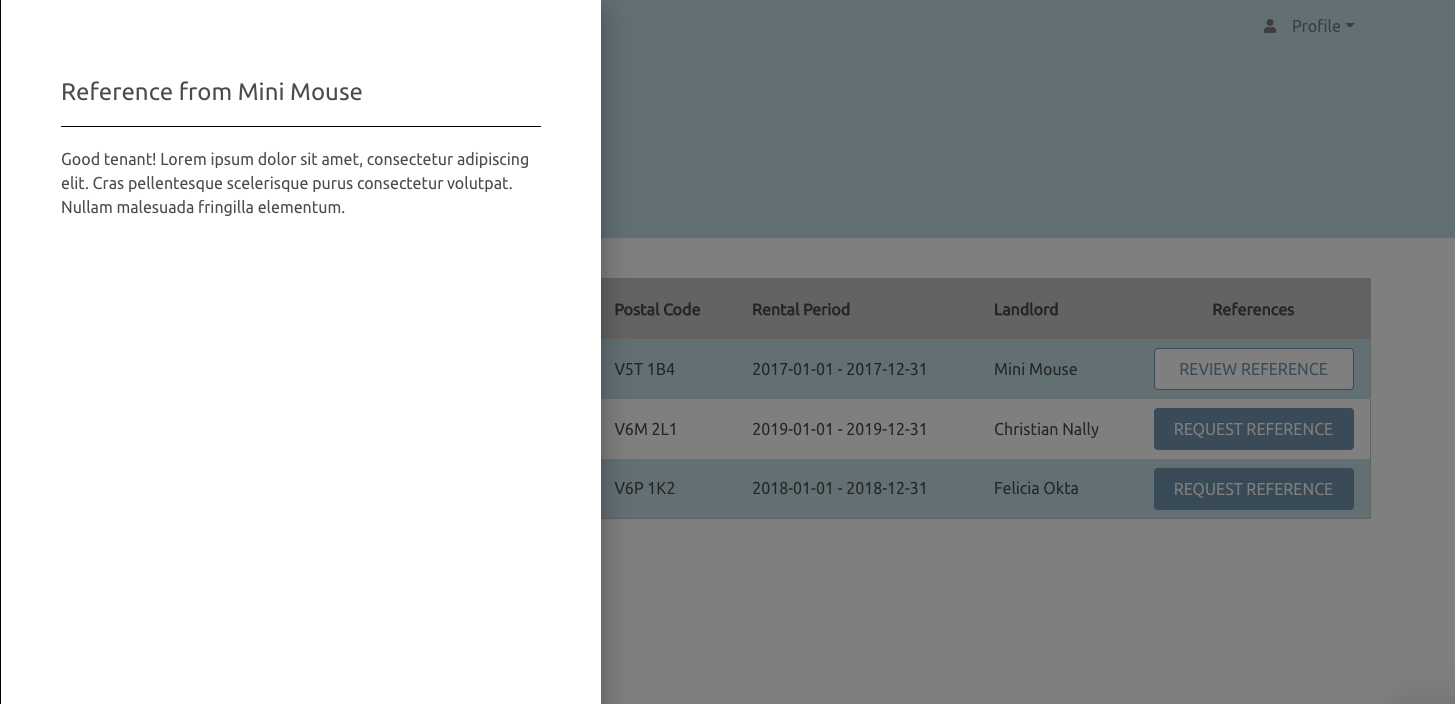 Profile
Reference from Mini Mouse
Good tenant! Lorem ipsum dolor sit amet, consectetur adipiscing
elit. Cras pellentesque scelerisque purus consectetur volutpat.
Nullam malesuada fringilla elementum.
Postal Code Rental Period Landlord References
V5T 1B4 2017-01-01 - 2017-12-31 Mini Mouse REVIEW REFERENCE
V6M 2L1 2019-01-01 - 2019-12-31 Christian Nally REQUEST REFERENCE
V6P 1K2 2018-01-01 - 2018-12-31 Felicia Okta REQUEST REFERENCE